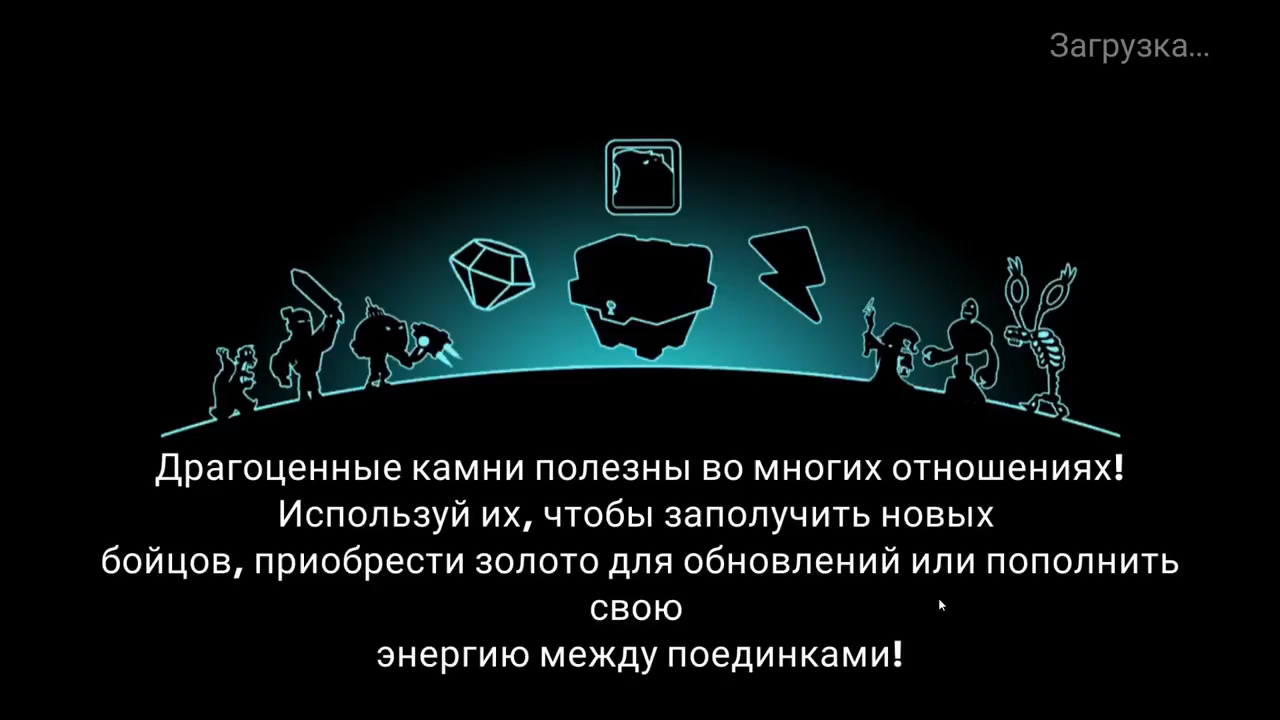 Загрузка...
Драгоценные камни полезны во многих отношениях!
Используй их, чтобы заполучить новых
бойцов, приобрести золото для обновлений или пополнить
свою
энергию между поединками!